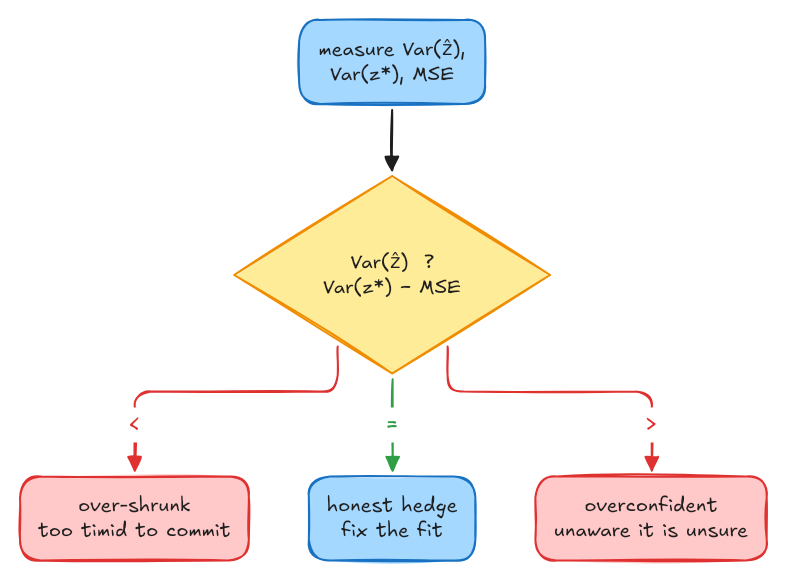 measure Var(ẑ),
Var(z*), MSE
Var(ẑ) ?
Var(z*) - MSE
<
=
>
over-shrunk
too timid to commit
honest hedge
fix the fit
overconfident
unaware it is unsure